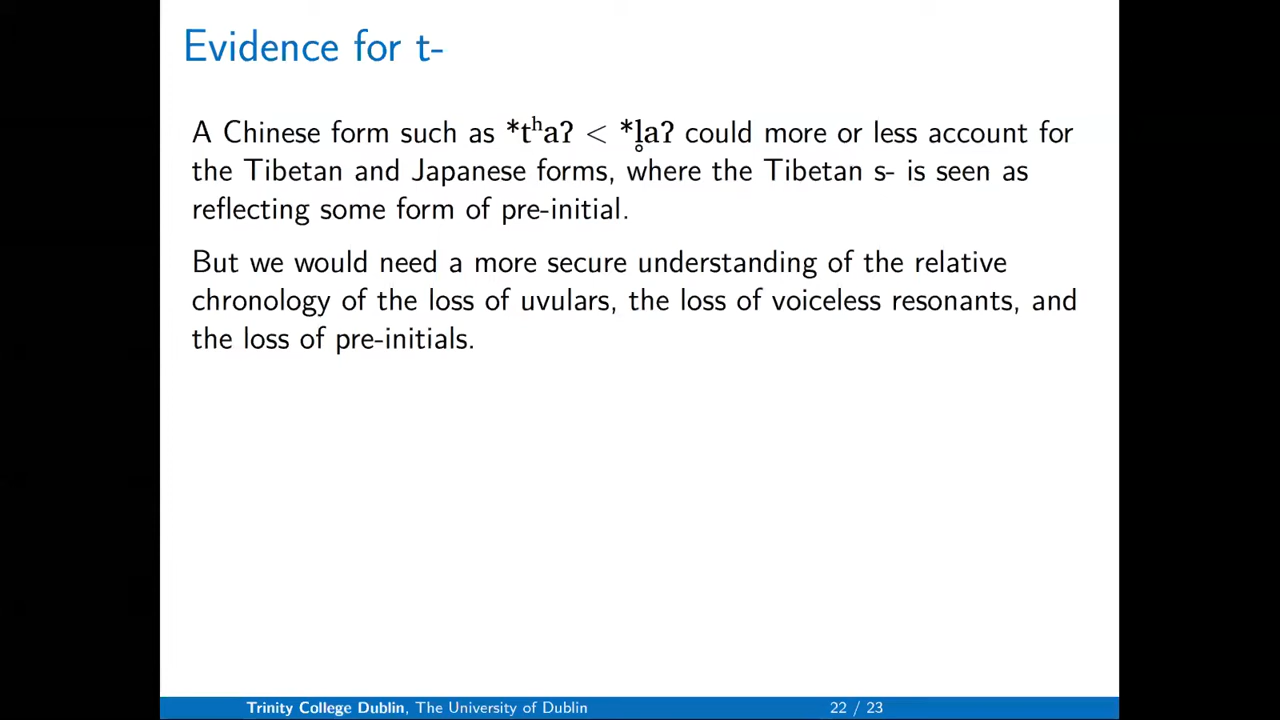 Evidence for t-
A Chinese form such as *tʰaʔ < *l̥aʔ could more or less account for
the Tibetan and Japanese forms, where the Tibetan s- is seen as
reflecting some form of pre-initial.
But we would need a more secure understanding of the relative
chronology of the loss of uvulars, the loss of voiceless resonants, and
the loss of pre-initials.
Trinity College Dublin, The University of Dublin 22 / 23